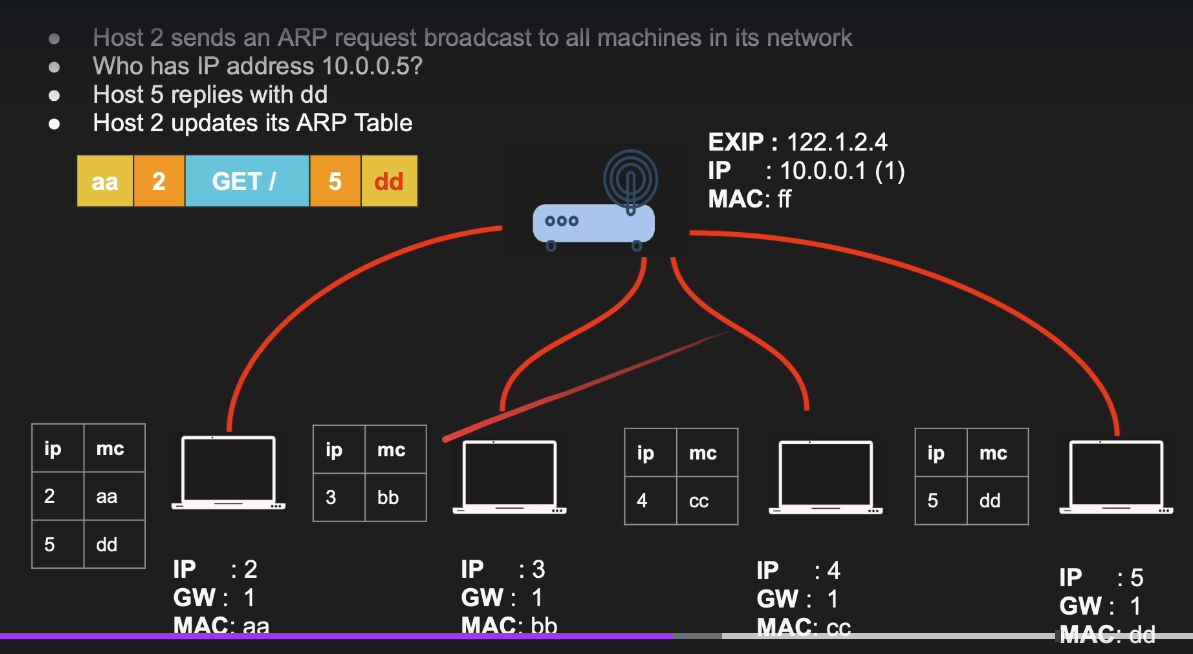 Host 2 sends an ARP request broadcast to all machines in its network
Who has IP address 10.0.0.5?
Host 5 replies with dd
Host 2 updates its ARP Table
aa 2 GET / 5 dd
EXIP : 122.1.2.4
IP : 10.0.0.1 (1)
MAC: ff
ip mc
2 aa
5 dd
ip mc
3 bb
ip mc
4 cc
ip mc
5 dd
IP : 2
GW : 1
MAC: aa
IP : 3
GW : 1
MAC: bb
IP : 4
GW : 1
MAC: cc
IP : 5
GW : 1
MAC: dd